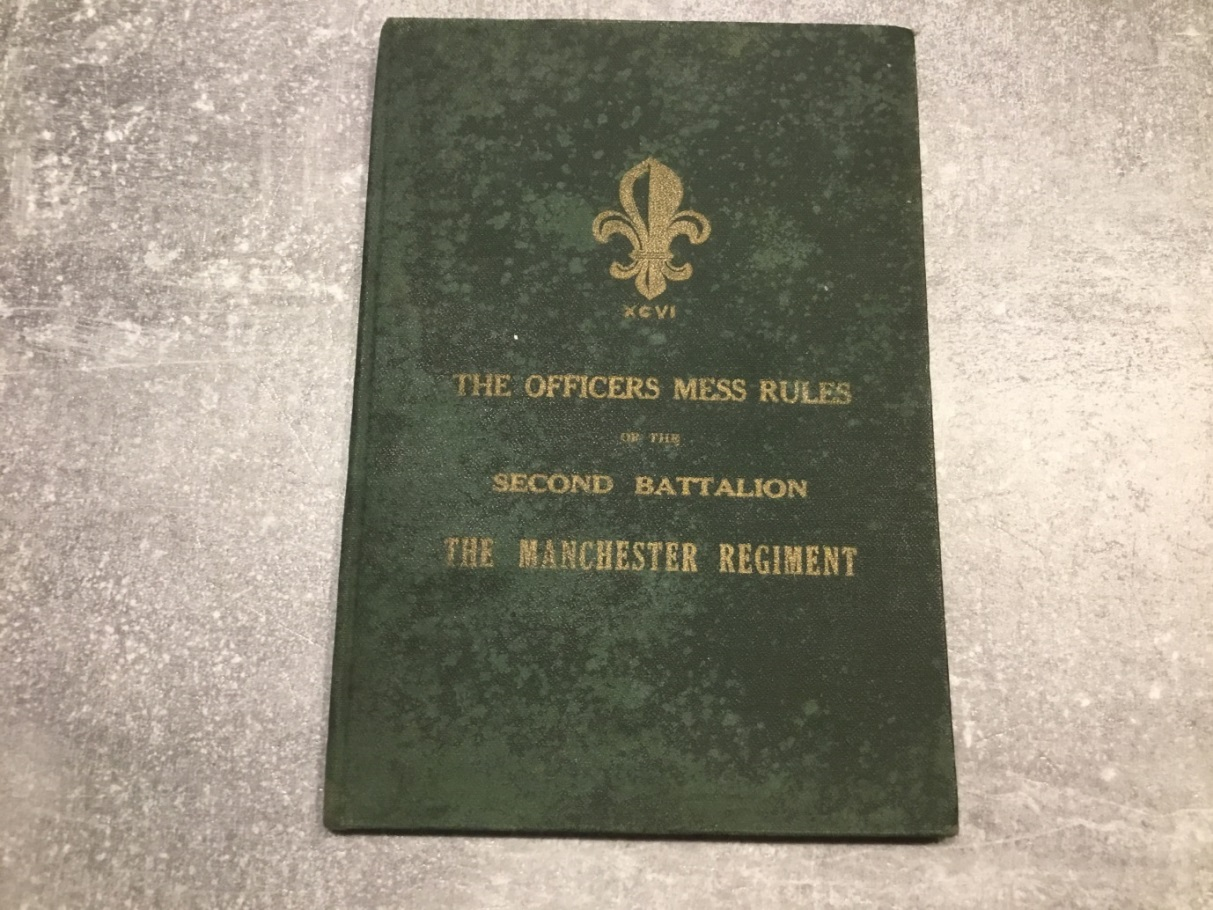 XCVI
THE OFFICERS MESS RULES
OF THE
SECOND BATTALION
THE MANCHESTER REGIMENT